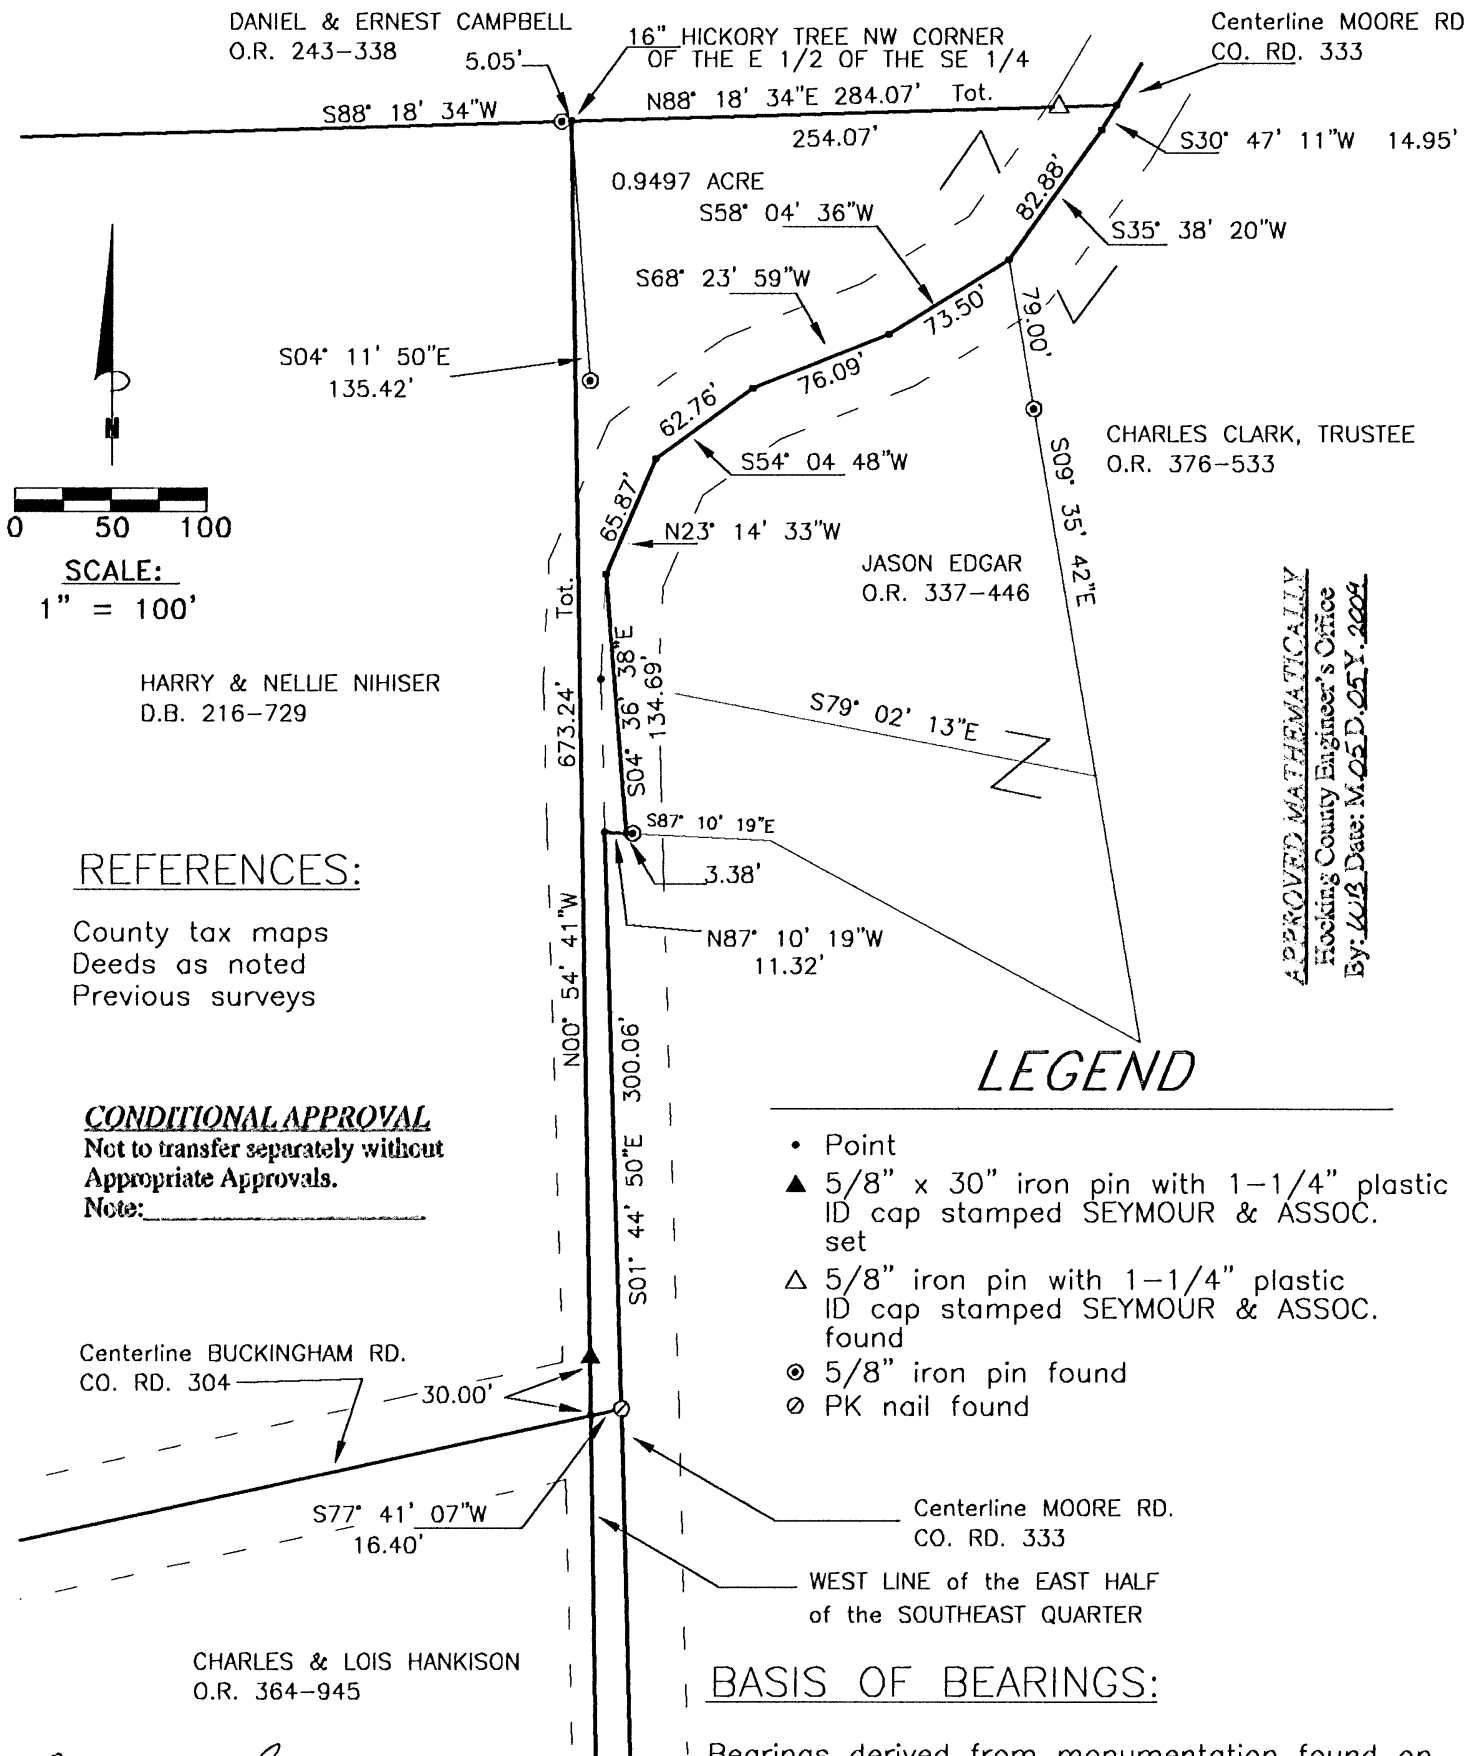 DANIEL & ERNEST CAMPBELL
O.R. 243-338
5.05'
16" HICKORY TREE NW CORNER
OF THE E 1/2 OF THE SE 1/4
Centerline MOORE RD
CO. RD. 333
S88° 18' 34"W
N88° 18' 34"E 284.07' Tot.
254.07'
S30° 47' 11"W 14.95'
0.9497 ACRE
82.88'
S58° 04' 36"W
S35° 38' 20"W
S68° 23' 59"W
73.50'
79.00'
S04° 11' 50"E
135.42'
76.09'
62.76'
N
CHARLES CLARK, TRUSTEE
O.R. 376-533
S54° 04 48"W
S09° 35' 42"E
65.87'
0 50 100
SCALE:
1" = 100'
N23° 14' 33"W
JASON EDGAR
O.R. 337-446
APPROVED MATHEMATICALLY
Hocking County Engineer's Office
By: WB Date: M.05 D.05 Y.2009
HARRY & NELLIE NIHISER
D.B. 216-729
N00° 54' 41"W 673.24' Tot.
S04° 36' 38"E
134.69'
S79° 02' 13"E
S87° 10' 19"E
3.38'
REFERENCES:
County tax maps
Deeds as noted
Previous surveys
N87° 10' 19"W
11.32'
S01° 44' 50"E 300.06'
CONDITIONAL APPROVAL
Not to transfer separately without
Appropriate Approvals.
Note:
LEGEND
Point
5/8" x 30" iron pin with 1-1/4" plastic
ID cap stamped SEYMOUR & ASSOC.
set
5/8" iron pin with 1-1/4" plastic
ID cap stamped SEYMOUR & ASSOC.
found
5/8" iron pin found
PK nail found
Centerline BUCKINGHAM RD.
CO. RD. 304
30.00'
S77° 41' 07"W
16.40'
Centerline MOORE RD.
CO. RD. 333
WEST LINE of the EAST HALF
of the SOUTHEAST QUARTER
CHARLES & LOIS HANKISON
O.R. 364-945
BASIS OF BEARINGS:
Bearings derived from monumentation found on